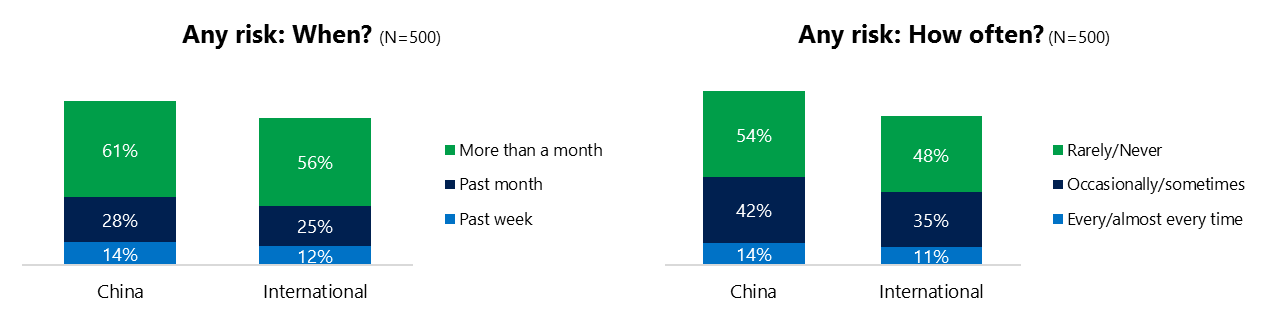 Any risk: When? (N=500)
61%
56%
28%
25%
14%
12%
China
International
More than a month
Past month
Past week
Any risk: How often? (N=500)
54%
48%
42%
35%
14%
11%
China
International
Rarely/Never
Occasionally/sometimes
Every/almost every time